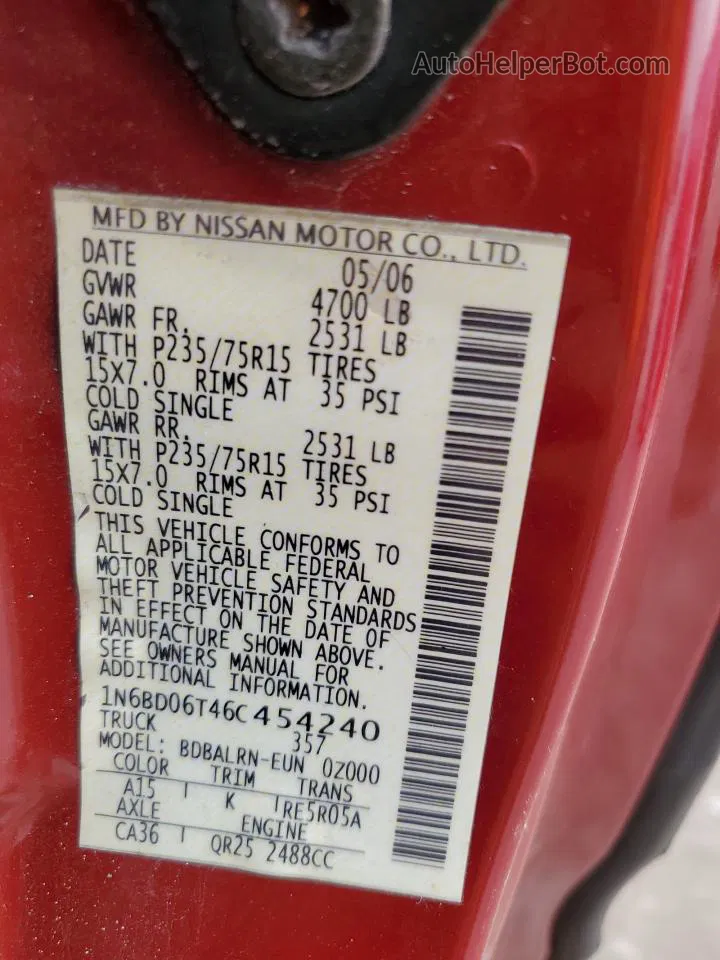 AutoHelperBot.com
MFD BY NISSAN MOTOR CO., LTD.
DATE 05/06
GVWR 4700 LB
GAWR FR. 2531 LB
WITH P235/75R15 TIRES
15X7.0 RIMS AT 35 PSI
COLD SINGLE
GAWR RR. 2531 LB
WITH P235/75R15 TIRES
15X7.0 RIMS AT 35 PSI
COLD SINGLE
THIS VEHICLE CONFORMS TO
ALL APPLICABLE FEDERAL
MOTOR VEHICLE SAFETY AND
THEFT PREVENTION STANDARDS
IN EFFECT ON THE DATE OF
MANUFACTURE SHOWN ABOVE.
SEE OWNERS MANUAL FOR
ADDITIONAL INFORMATION.
1N6BD06T46C454240
TRUCK 357
MODEL: BDBALRN-EUN 0Z000
COLOR TRIM TRANS
A15 K RE5R05A
AXLE ENGINE
CA36 QR25 2488CC